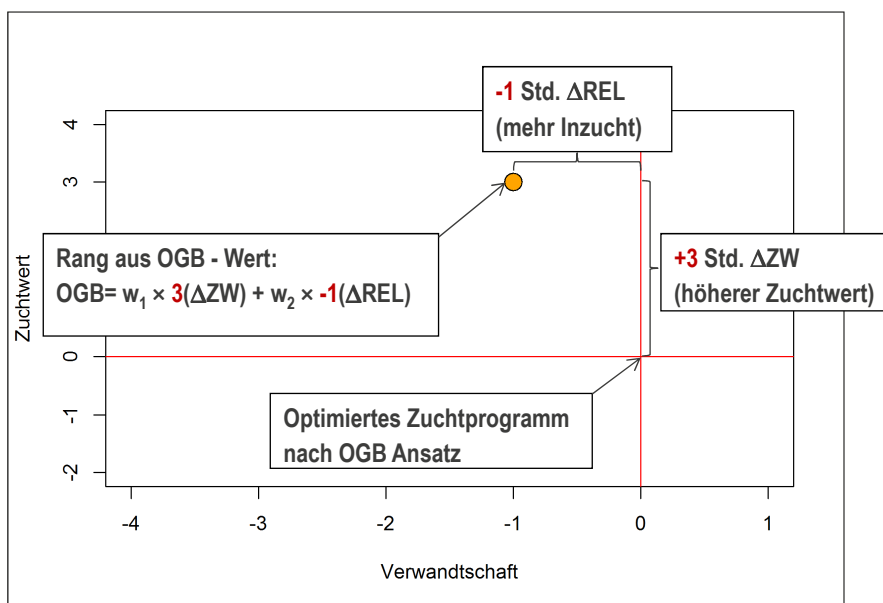 -1 Std. ΔREL
(mehr Inzucht)
4
3
Rang aus OGB - Wert:
OGB= w₁ × 3(ΔZW) + w₂ × -1(ΔREL)
+3 Std. ΔZW
(höherer Zuchtwert)
Zuchtwert
0
Optimiertes Zuchtprogramm
nach OGB Ansatz
-1
-2
-4 -3 -2 -1 0 1
Verwandtschaft